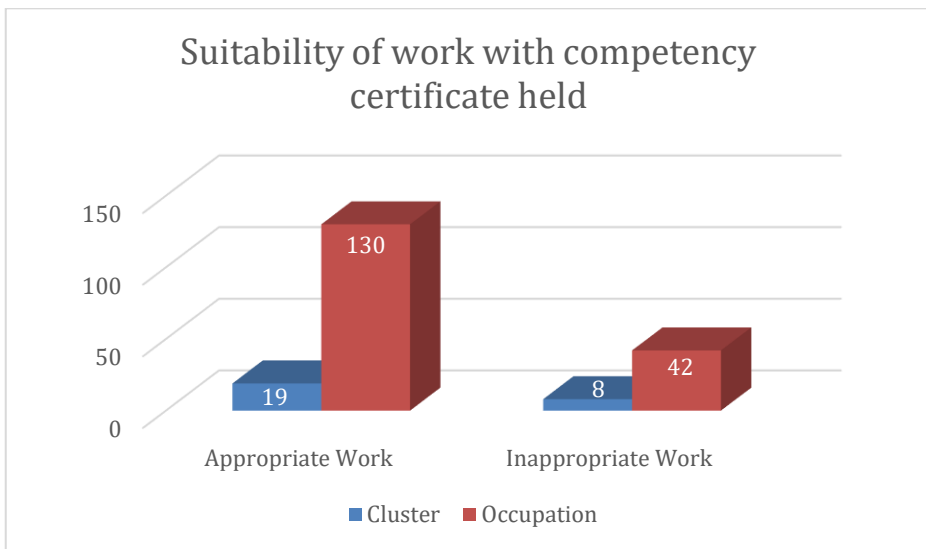 Suitability of work with competency
certificate held
150
100
50
0
130
19
8
42
Appropriate Work
Inappropriate Work
Cluster
Occupation